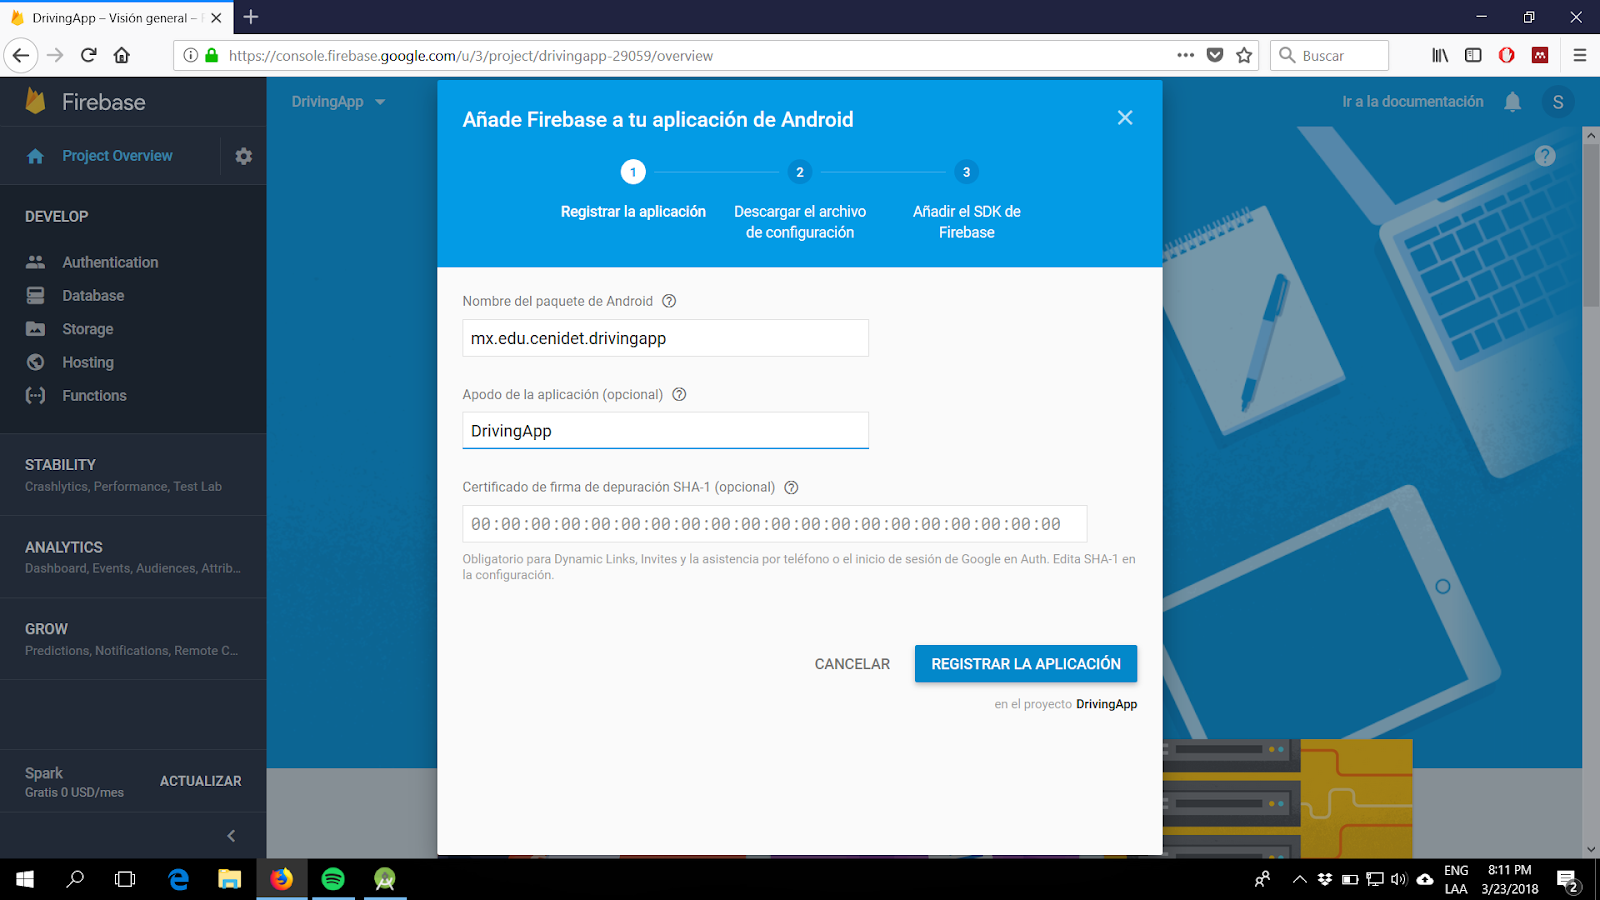 DrivingApp – Visión general –
https://console.firebase.google.com/u/3/project/drivingapp-29059/overview
Buscar
Firebase
DrivingApp
Ir a la documentación
S
Project Overview
DEVELOP
Authentication
Database
Storage
Hosting
Functions
STABILITY
Crashlytics, Performance, Test Lab
ANALYTICS
Dashboard, Events, Audiences, Attrib...
GROW
Predictions, Notifications, Remote C...
Spark
Gratis 0 USD/mes
ACTUALIZAR
Añade Firebase a tu aplicación de Android
1
2
3
Registrar la aplicación
Descargar el archivo
de configuración
Añadir el SDK de
Firebase
Nombre del paquete de Android
mx.edu.cenidet.drivingapp
Apodo de la aplicación (opcional)
DrivingApp
Certificado de firma de depuración SHA-1 (opcional)
00:00:00:00:00:00:00:00:00:00:00:00:00:00:00:00:00:00:00:00
Obligatorio para Dynamic Links, Invites y la asistencia por teléfono o el inicio de sesión de Google en Auth. Edita SHA-1 en
la configuración.
CANCELAR
REGISTRAR LA APLICACIÓN
en el proyecto DrivingApp
ENG
LAA
8:11 PM
3/23/2018
2